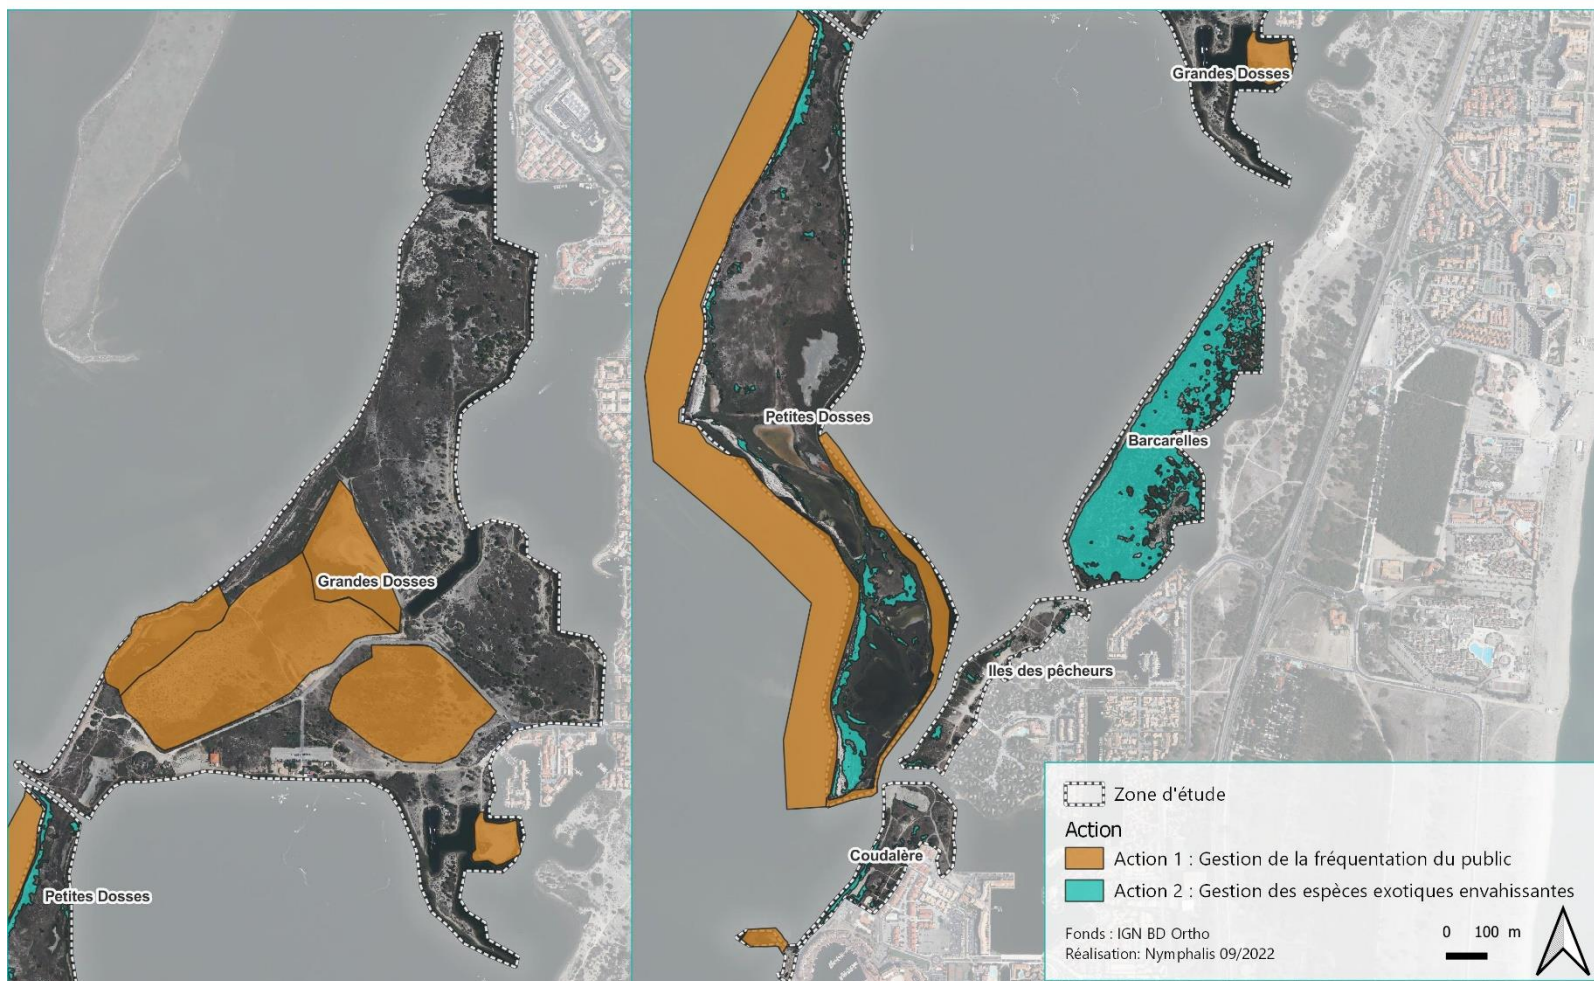 Grandes Dosses
Petites Dosses
Grandes Dosses
Petites Dosses
Barcarelles
Iles des pêcheurs
Coudalère
Zone d'étude
Action
Action 1 : Gestion de la fréquentation du public
Action 2 : Gestion des espèces exotiques envahissantes
Fonds : IGN BD Ortho
Réalisation: Nymphalis 09/2022
0 100 m